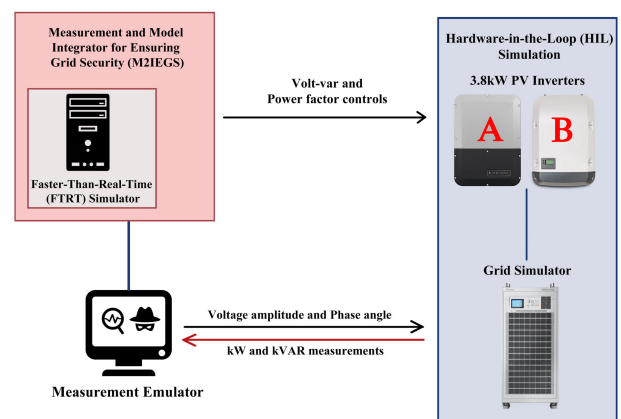 Measurement and Model
Integrator for Ensuring
Grid Security (M2IEGS)
Faster-Than-Real-Time
(FTRT) Simulator
Volt-var and
Power factor controls
Hardware-in-the-Loop (HIL)
Simulation
3.8kW PV Inverters
A
B
Grid Simulator
Voltage amplitude and Phase angle
kW and kVAR measurements
Measurement Emulator